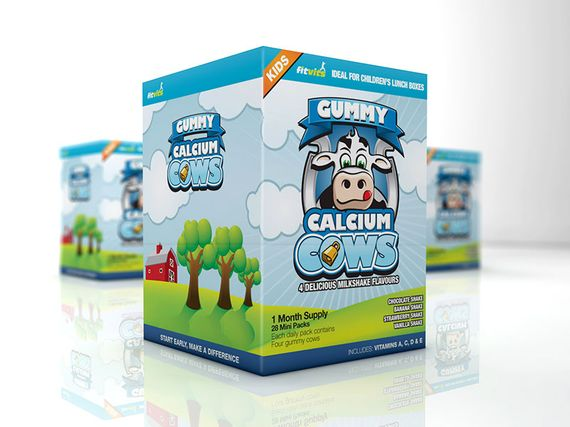 fitvits
GUMMY
CALCIUM
COWS
1 Month Supply
28 Mini Packs
Each daily pack contains
Four gummy cows
START EARLY, MAKE A DIFFERENCE
KIDS
fitvits
IDEAL FOR CHILDREN'S LUNCH BOXES
GUMMY
CALCIUM
COWS
4 DELICIOUS MILKSHAKE FLAVOURS
CHOCOLATE SHAKE
BANANA SHAKE
STRAWBERRY SHAKE
VANILLA SHAKE
INCLUDES: VITAMINS A, C, D & E